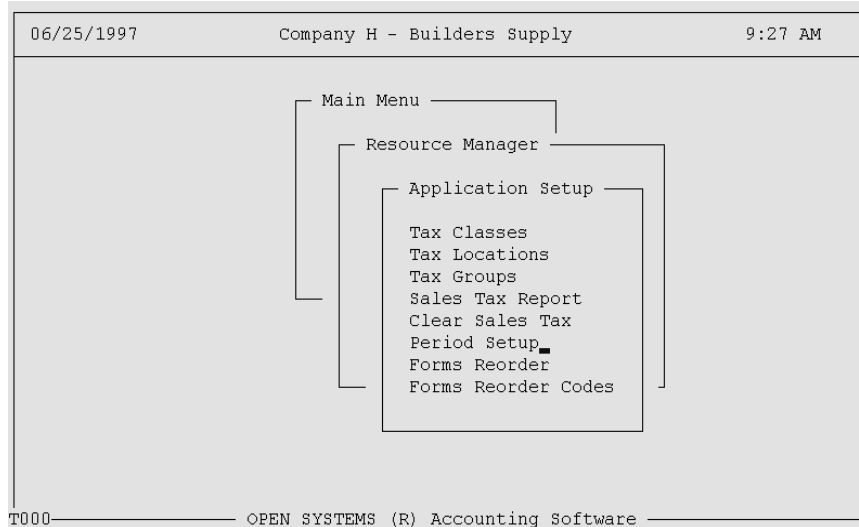 06/25/1997 Company H - Builders Supply 9:27 AM
Main Menu
Resource Manager
Application Setup
Tax Classes
Tax Locations
Tax Groups
Sales Tax Report
Clear Sales Tax
Period Setup
Forms Reorder
Forms Reorder Codes
T000 OPEN SYSTEMS (R) Accounting Software